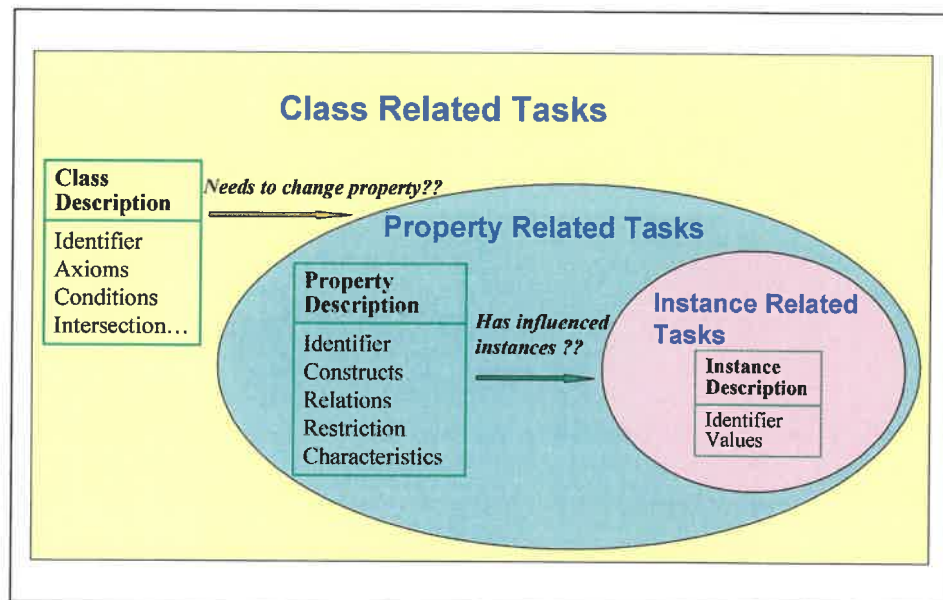 Class Related Tasks
Class
Description
Identifier
Axioms
Conditions
Intersection...
Needs to change property??
Property Related Tasks
Property
Description
Identifier
Constructs
Relations
Restriction
Characteristics
Has influenced
instances ??
Instance Related
Tasks
Instance
Description
Identifier
Values